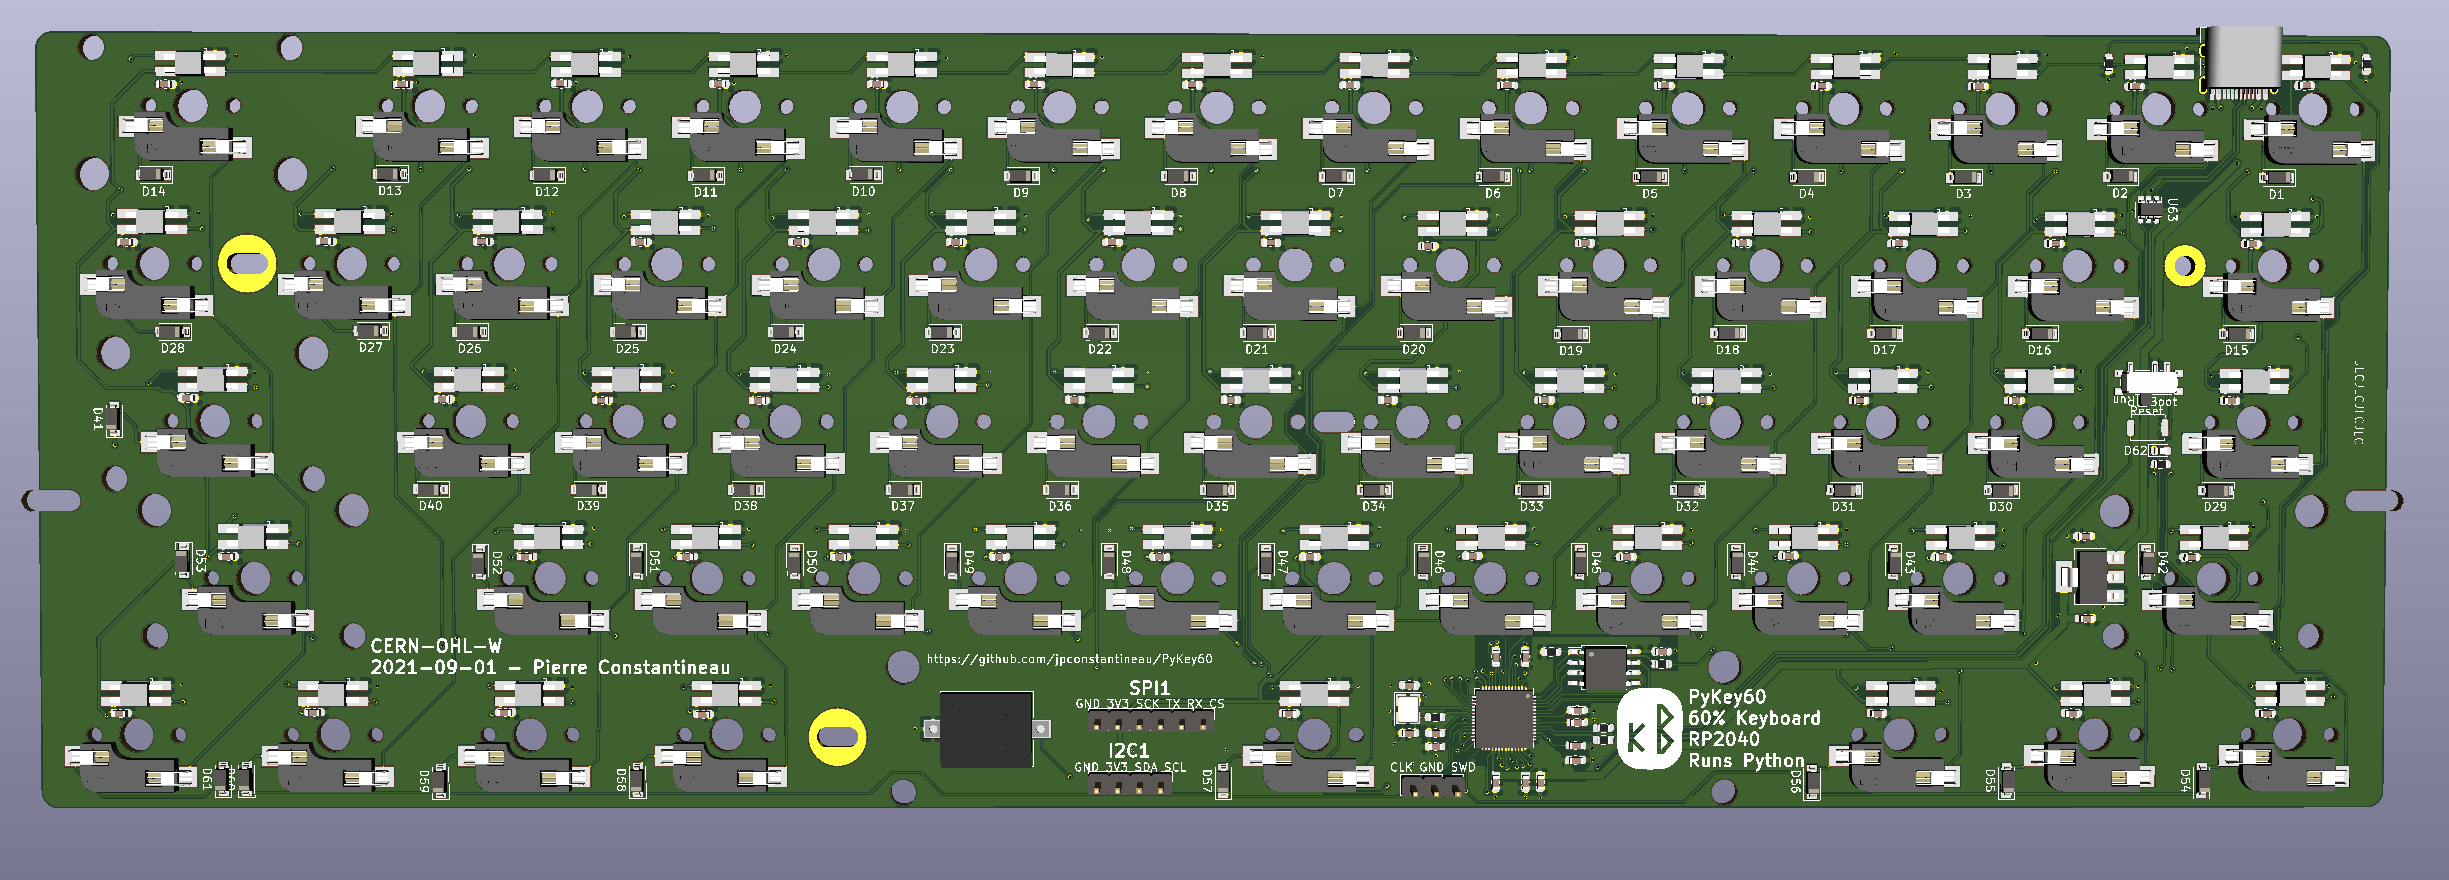 D14
D13
D12
D11
D10
D9
D8
D7
D6
D5
D4
D3
D2
D1
U63
D28
D27
D26
D25
D24
D23
D22
D21
D20
D19
D18
D17
D16
D15
JLCJLCJLCJLC
Reset
D41
D62
D40
D39
D38
D37
D36
D35
D34
D33
D32
D31
D30
D29
D53
D52
D51
D50
D49
D48
D47
D46
D45
D44
D43
D42
CERN-OHL-W
2021-09-01 - Pierre Constantineau
https://github.com/jpconstantineau/PyKey60
SPI1
GND 3V3 SCK TX RX CS
I2C1
GND 3V3 SDA SCL
CLK GND SWD
KB
PyKey60
60% Keyboard
RP2040
Runs Python
D61
D59
D58
D57
D56
D55
D54